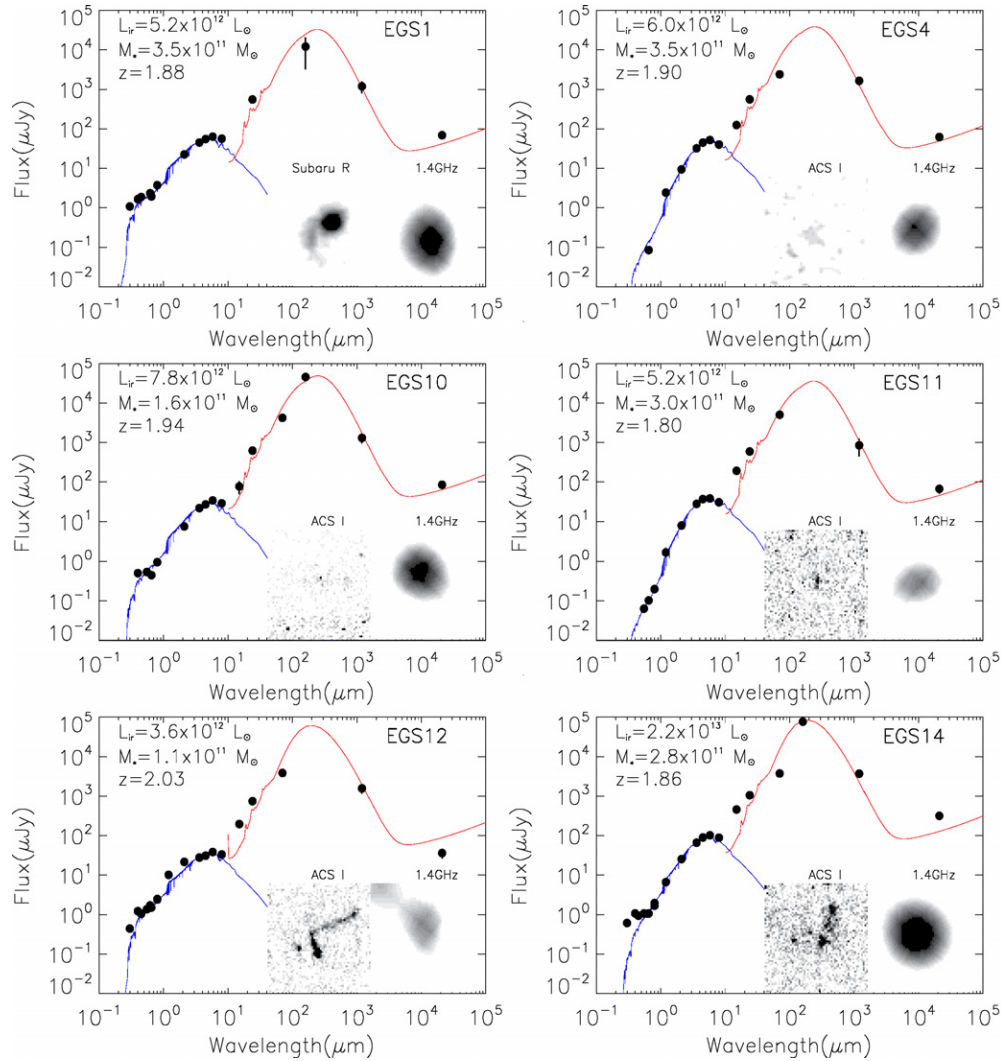 L_ir=5.2x10^12 L_⊙ EGS1
M_*=3.5x10^11 M_⊙
z=1.88
10^5
10^4
10^3
10^2
10^1
10^0
10^-1
10^-2
Flux(μJy)
Subaru R 1.4GHz
10^-1 10^0 10^1 10^2 10^3 10^4 10^5
Wavelength(μm)
L_ir=6.0x10^12 L_⊙ EGS4
M_*=3.5x10^11 M_⊙
z=1.90
10^5
10^4
10^3
10^2
10^1
10^0
10^-1
10^-2
Flux(μJy)
ACS I 1.4GHz
10^-1 10^0 10^1 10^2 10^3 10^4 10^5
Wavelength(μm)
L_ir=7.8x10^12 L_⊙ EGS10
M_*=1.6x10^11 M_⊙
z=1.94
10^5
10^4
10^3
10^2
10^1
10^0
10^-1
10^-2
Flux(μJy)
ACS I 1.4GHz
10^-1 10^0 10^1 10^2 10^3 10^4 10^5
Wavelength(μm)
L_ir=5.2x10^12 L_⊙ EGS11
M_*=3.0x10^11 M_⊙
z=1.80
10^5
10^4
10^3
10^2
10^1
10^0
10^-1
10^-2
Flux(μJy)
ACS I 1.4GHz
10^-1 10^0 10^1 10^2 10^3 10^4 10^5
Wavelength(μm)
L_ir=3.6x10^12 L_⊙ EGS12
M_*=1.1x10^11 M_⊙
z=2.03
10^5
10^4
10^3
10^2
10^1
10^0
10^-1
10^-2
Flux(μJy)
ACS I 1.4GHz
10^-1 10^0 10^1 10^2 10^3 10^4 10^5
Wavelength(μm)
L_ir=2.2x10^13 L_⊙ EGS14
M_*=2.8x10^11 M_⊙
z=1.86
10^5
10^4
10^3
10^2
10^1
10^0
10^-1
10^-2
Flux(μJy)
ACS I 1.4GHz
10^-1 10^0 10^1 10^2 10^3 10^4 10^5
Wavelength(μm)